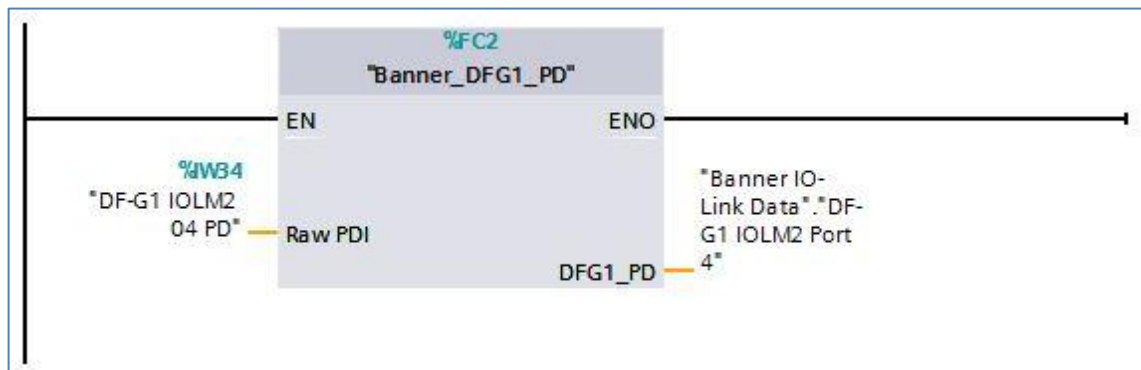 %FC2
"Banner_DFG1_PD"
EN
ENO
%IW34
"DF-G1 IOLM2
04 PD"
Raw PDI
"Banner IO-
Link Data"."DF-
G1 IOLM2 Port
4"
DFG1_PD